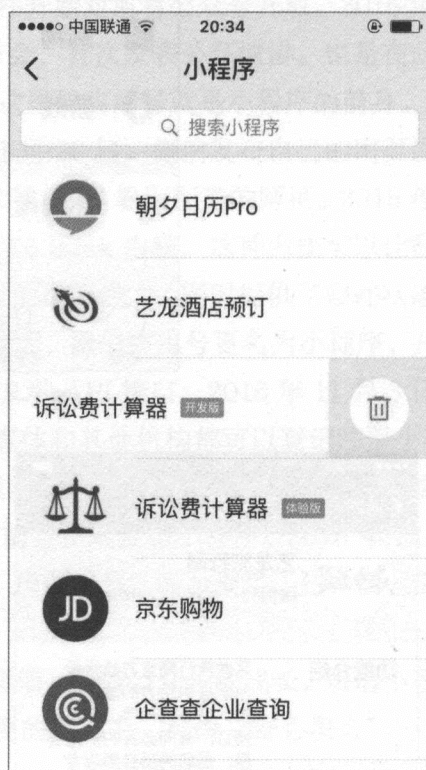 中国联通 20:34
小程序
搜索小程序
朝夕日历Pro
艺龙酒店预订
诉讼费计算器 开发版
诉讼费计算器 体验版
JD 京东购物
企查查企业查询